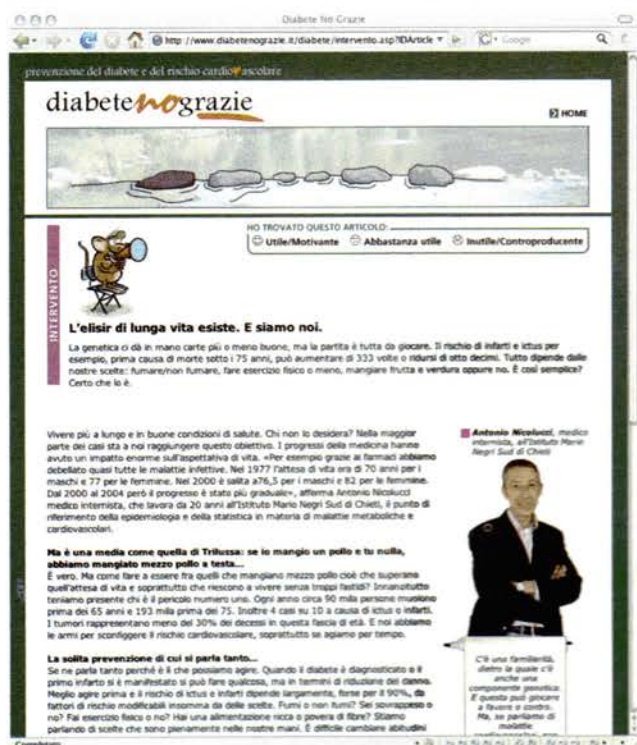 Diabete No Grazie
http://www.diabetenograzie.it/diabete/intervento.asp?IDArticle
Google
prevenzione del diabete e del rischio cardiovascolare
diabetenograzie
HOME
HO TROVATO QUESTO ARTICOLO:
Utile/Motivante Abbastanza utile Inutile/Controproducente
INTERVENTO
L'elisir di lunga vita esiste. E siamo noi.
La genetica ci dà in mano carte più o meno buone, ma la partita è tutta da giocare. Il rischio di infarti e ictus per
esempio, prima causa di morte sotto i 75 anni, può aumentare di 333 volte o ridursi di otto decimi. Tutto dipende dalle
nostre scelte: fumare/non fumare, fare esercizio fisico o meno, mangiare frutta e verdura oppure no. È così semplice?
Certo che lo è.
Vivere più a lungo e in buone condizioni di salute. Chi non lo desidera? Nella maggior
parte dei casi sta a noi raggiungere questo obiettivo. I progressi della medicina hanno
avuto un impatto enorme sull'aspettativa di vita. «Per esempio grazie ai farmaci abbiamo
debellato quasi tutte le malattie infettive. Nel 1977 l'attesa di vita era di 70 anni per i
maschi e 77 per le femmine. Nel 2000 è salita a76,5 per i maschi e 82 per le femmine.
Dal 2000 al 2004 però il progresso è stato più graduale», afferma Antonio Nicolucci
medico internista, che lavora da 20 anni all'Istituto Mario Negri Sud di Chieti, il punto di
riferimento della epidemiologia e della statistica in materia di malattie metaboliche e
cardiovascolari.
Ma è una media come quella di Trilussa: se io mangio un pollo e tu nulla,
abbiamo mangiato mezzo pollo a testa...
È vero. Ma come fare a essere fra quelli che mangiano mezzo pollo cioè che superano
quell'attesa di vita e soprattutto che riescono a vivere senza troppi fastidi? Innanzitutto
teniamo presente chi è il pericolo numero uno. Ogni anno circa 90 mila persone muoiono
prima dei 65 anni e 193 mila prima dei 75. Inoltre 4 casi su 10 a causa di ictus o infarti.
I tumori rappresentano meno del 30% dei decessi in questa fascia di età. E noi abbiamo
le armi per sconfiggere il rischio cardiovascolare, soprattutto se agiamo per tempo.
La solita prevenzione di cui si parla tanto...
Se ne parla tanto perché è lì che possiamo agire. Quando il diabete è diagnosticato o il
primo infarto si è manifestato si può fare qualcosa, ma in termini di riduzione del danno.
Meglio agire prima e il rischio di ictus e infarti dipende largamente, forse per il 90%, da
fattori di rischio modificabili insomma da delle scelte. Fumi o non fumi? Sei sovrappeso o
no? Fai esercizio fisico o no? Hai una alimentazione ricca o povera di fibre? Stiamo
parlando di scelte che sono pienamente nelle nostre mani. È difficile cambiare abitudini
Antonio Nicolucci, medico
internista, all'Istituto Mario
Negri Sud di Chieti
C'è una familiarità,
dietro la quale c'è
anche una
componente genetica.
E questa può giocare
a favore o contro.
Ma, se parliamo di
malattie
Completato